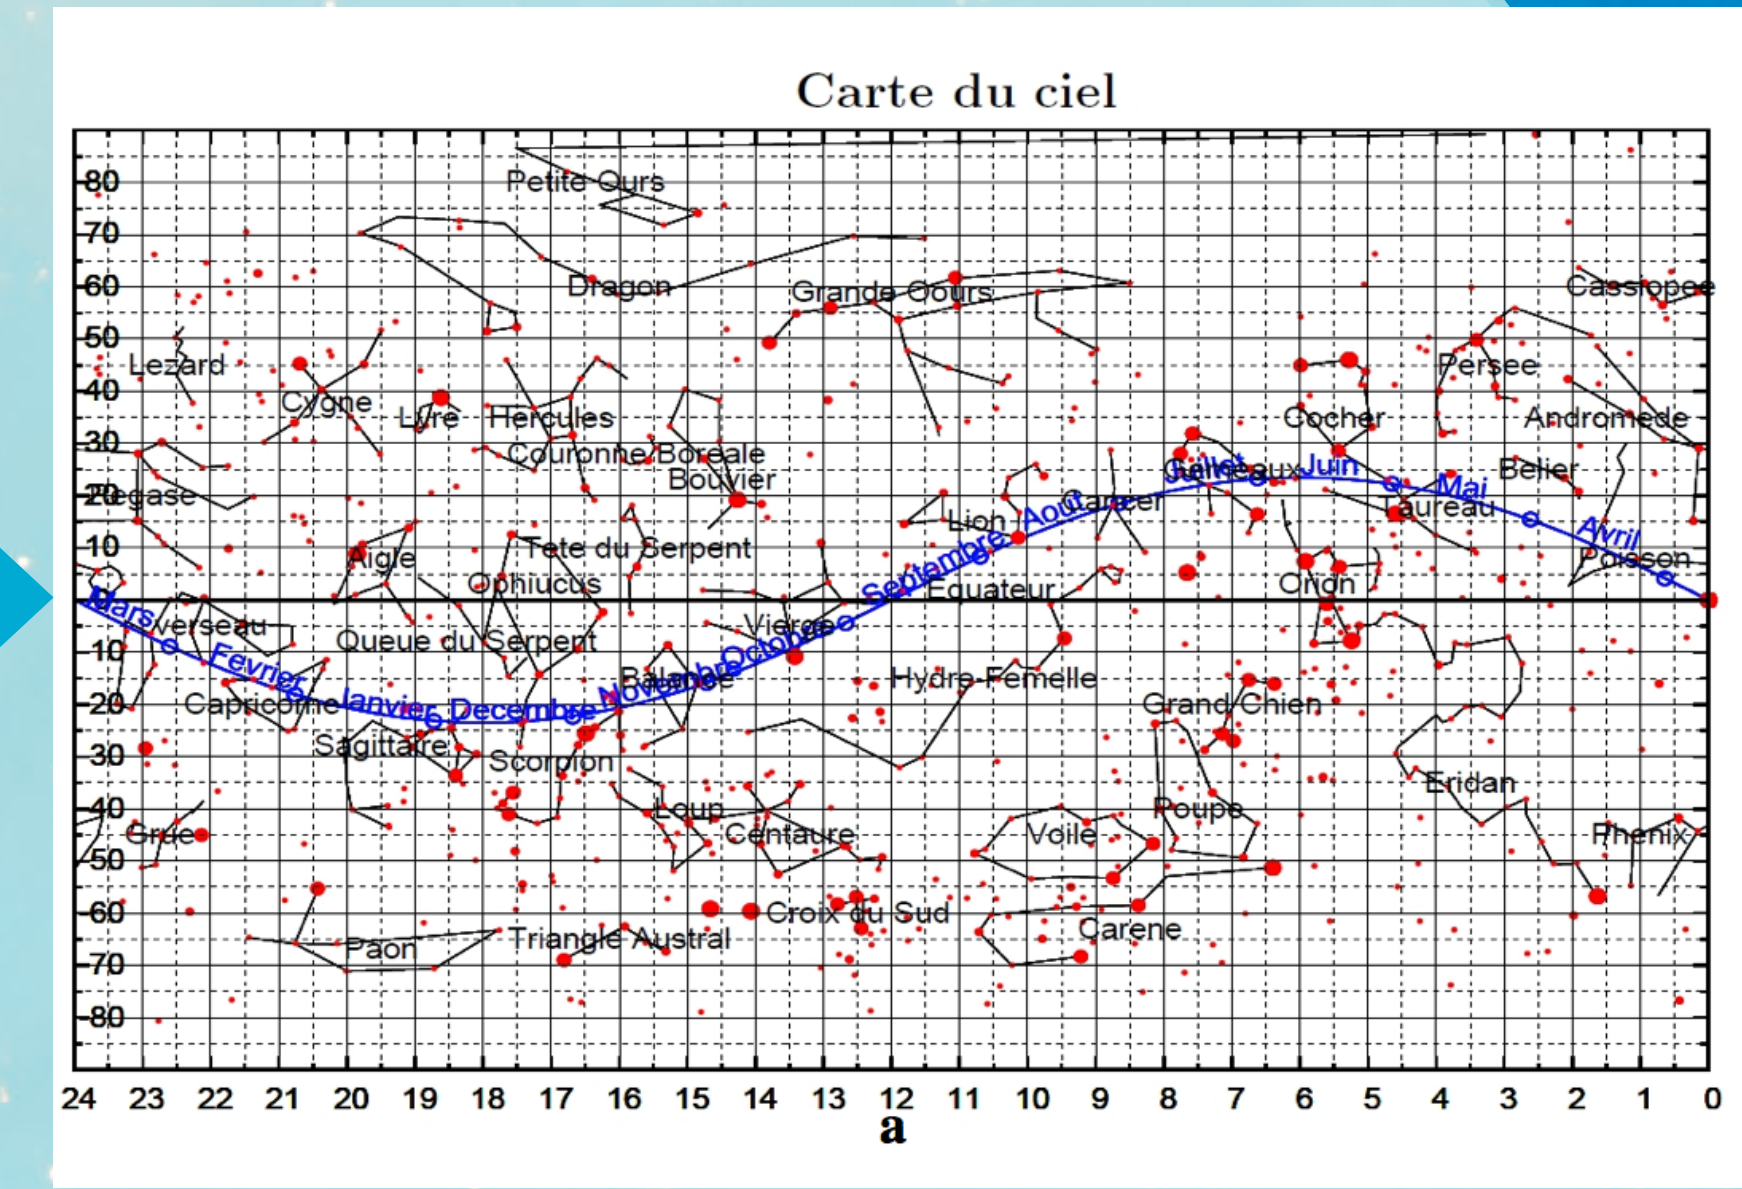 Carte du ciel
80
Petite Ours
70
Dragon
60
Grande Oours
Cassiopee
50
Lezard
Persee
40
Cygne
Lyre Hercules
Cocher
Andromede
30
Couronne Boreale
Bouvier
Juillet
Gemeaux
Juin
Belier
20
Pegase
Mai
Taureau
Cancer
Aout
Lion
Avril
10
Aigle
Tete du Serpent
Septembre
Poisson
Ophiucus
Equateur
Orion
0
Mars
Verseau
Queue du Serpent
Vierge
Octobre
-10
Fevrier
Balance
Novembre
Hydre Femelle
-20
Capricorne
Janvier
Decembre
Grand Chien
Sagittaire
Scorpion
-30
Eridan
-40
Loup
Poupe
Grue
Centaure
Voile
Phenix
-50
-60
Croix du Sud
Paon
Triangle Austral
Carene
-70
-80
24 23 22 21 20 19 18 17 16 15 14 13 12 11 10 9 8 7 6 5 4 3 2 1 0
a